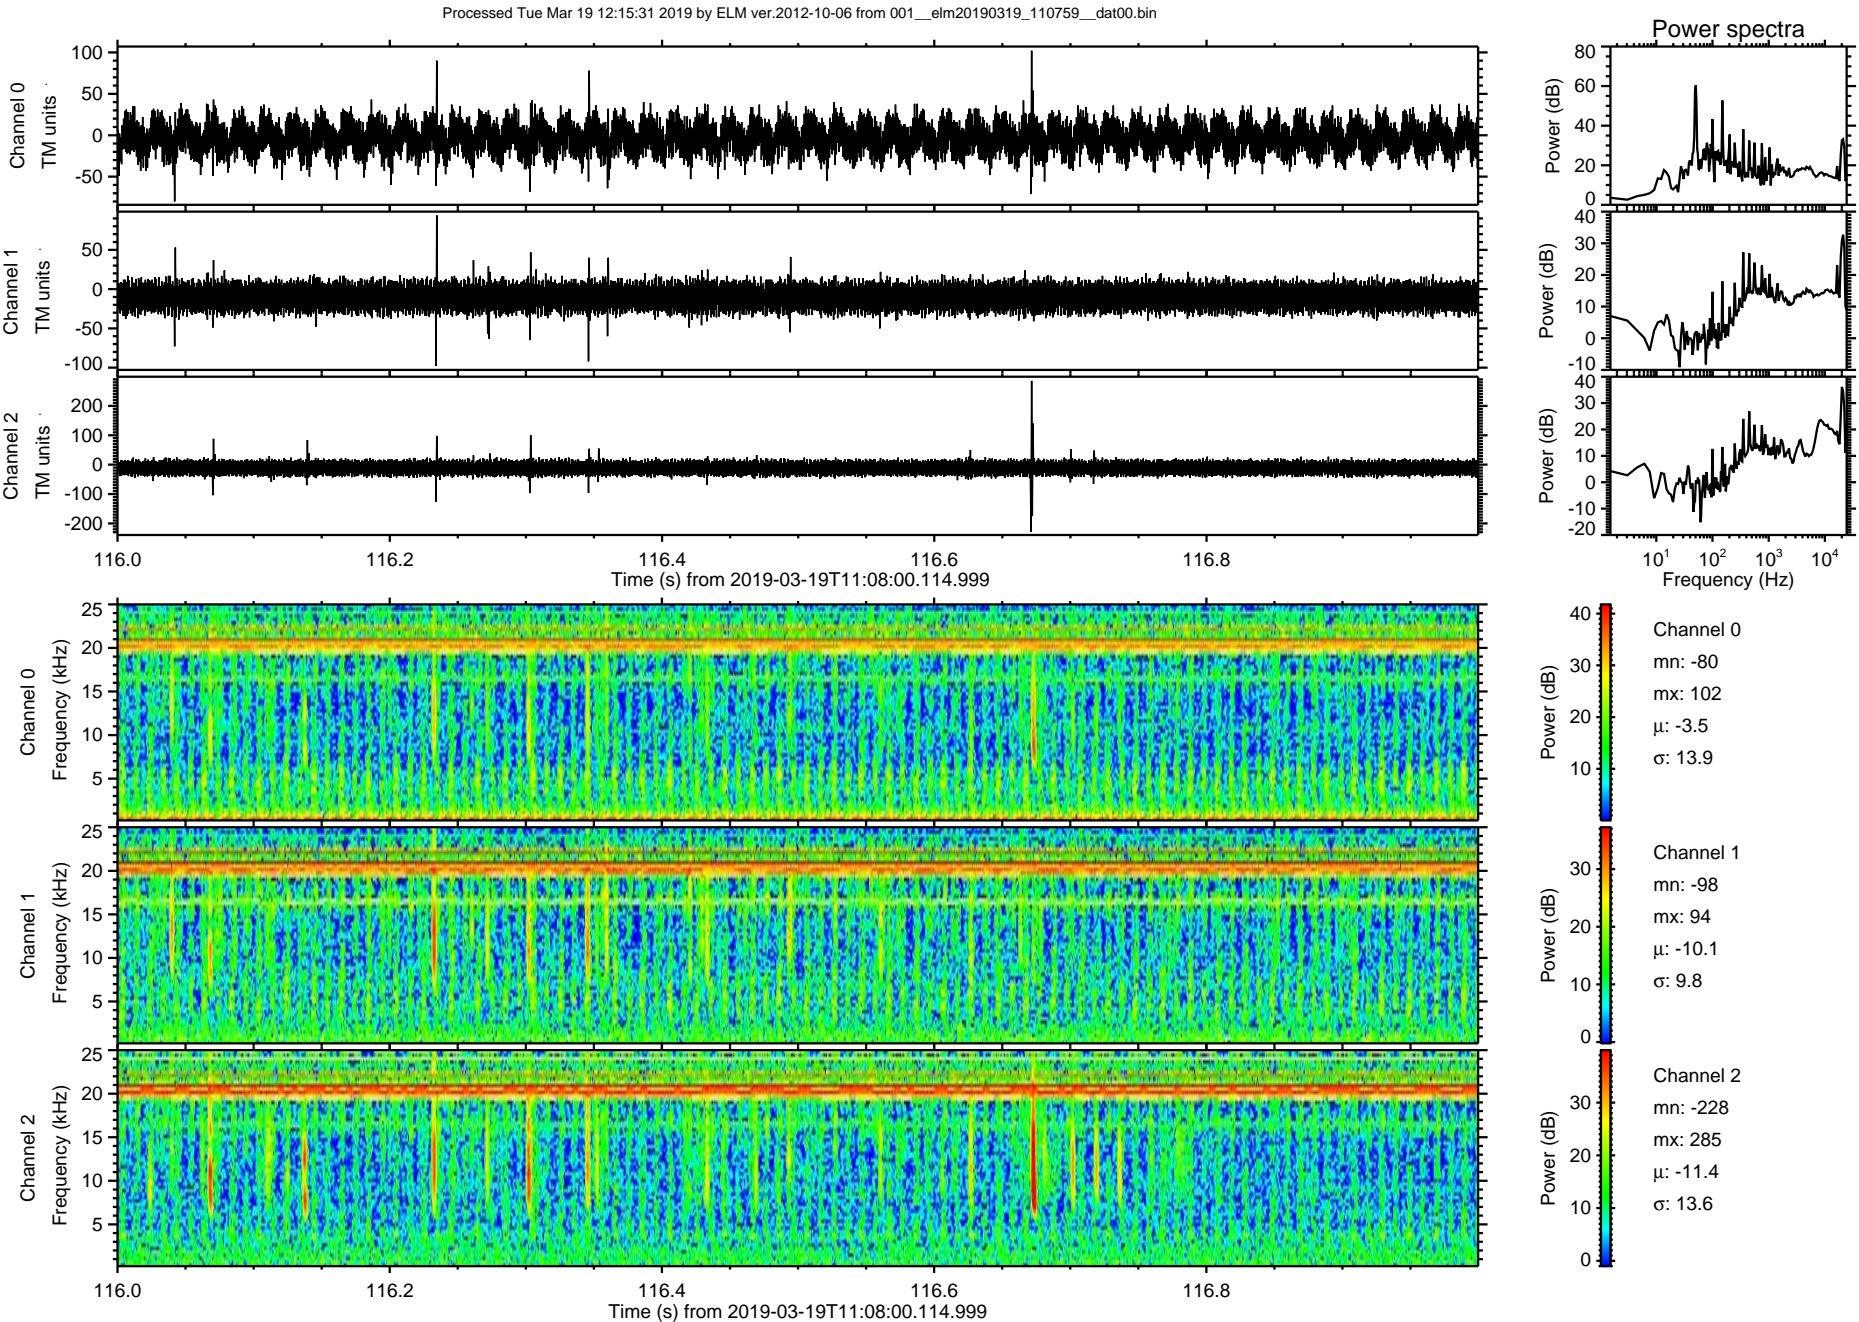 Processed Tue Mar 19 12:15:31 2019 by ELM ver.2012-10-06 from 001__elm20190319_110759__dat00.bin
Power spectra
Channel 0
TM units
100
50
0
-50
Power (dB)
80
60
40
20
0
Channel 1
TM units
50
0
-50
-100
Power (dB)
40
30
20
10
0
-10
Channel 2
TM units
200
100
0
-100
-200
Power (dB)
40
30
20
10
0
-10
-20
116.0 116.2 116.4 116.6 116.8
Time (s) from 2019-03-19T11:08:00.114.999
10^1 10^2 10^3 10^4
Frequency (Hz)
Channel 0
Frequency (kHz)
25
20
15
10
5
Power (dB)
40
30
20
10
Channel 0
mn: -80
mx: 102
μ: -3.5
σ: 13.9
Channel 1
Frequency (kHz)
25
20
15
10
5
Power (dB)
30
20
10
0
Channel 1
mn: -98
mx: 94
μ: -10.1
σ: 9.8
Channel 2
Frequency (kHz)
25
20
15
10
5
Power (dB)
30
20
10
0
Channel 2
mn: -228
mx: 285
μ: -11.4
σ: 13.6
116.0 116.2 116.4 116.6 116.8
Time (s) from 2019-03-19T11:08:00.114.999